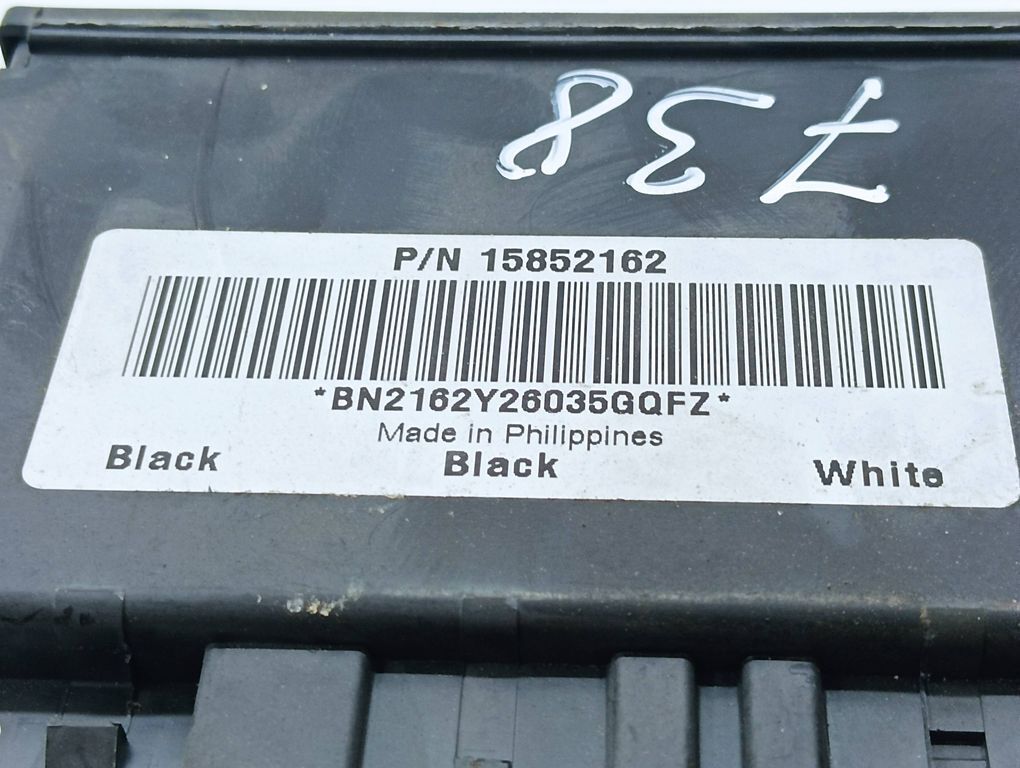 738
P/N 15852162
*BN2162Y26035GQFZ*
Made in Philippines
Black Black White